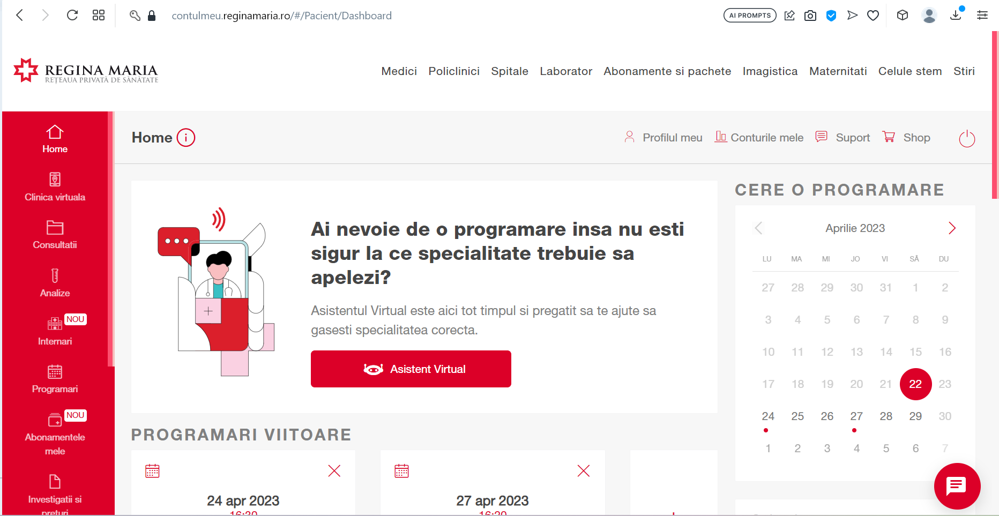 contulmeu.reginamaria.ro/#/Pacient/Dashboard
AI PROMPTS
REGINA MARIA
REȚEAUA PRIVATĂ DE SĂNĂTATE
Medici Policlinici Spitale Laborator Abonamente si pachete Imagistica Maternitati Celule stem Stiri
Home
Clinica virtuala
Consultatii
Analize
NOU
Internari
Programari
NOU
Abonamentele
mele
Investigatii si
preturi
Home
Profilul meu Conturile mele Suport Shop
Ai nevoie de o programare insa nu esti
sigur la ce specialitate trebuie sa
apelezi?
Asistentul Virtual este aici tot timpul si pregatit sa te ajute sa
gasesti specialitatea corecta.
Asistent Virtual
PROGRAMARI VIITOARE
24 apr 2023
16:30
27 apr 2023
16:20
CERE O PROGRAMARE
Aprilie 2023
LU MA MI JO VI SÂ DU
27 28 29 30 31 1 2
3 4 5 6 7 8 9
10 11 12 13 14 15 16
17 18 19 20 21 22 23
24 25 26 27 28 29 30
1 2 3 4 5 6 7